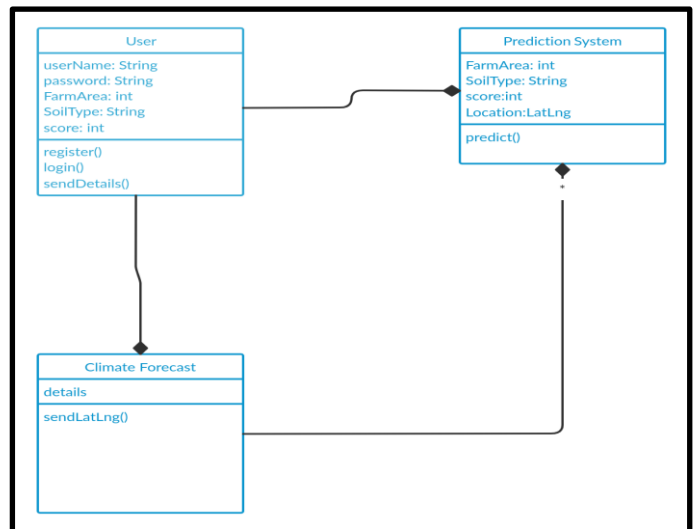 User
userName: String
password: String
FarmArea: int
SoilType: String
score: int
register()
login()
sendDetails()
Prediction System
FarmArea: int
SoilType: String
score:int
Location:LatLng
predict()
*
Climate Forecast
details
sendLatLng()